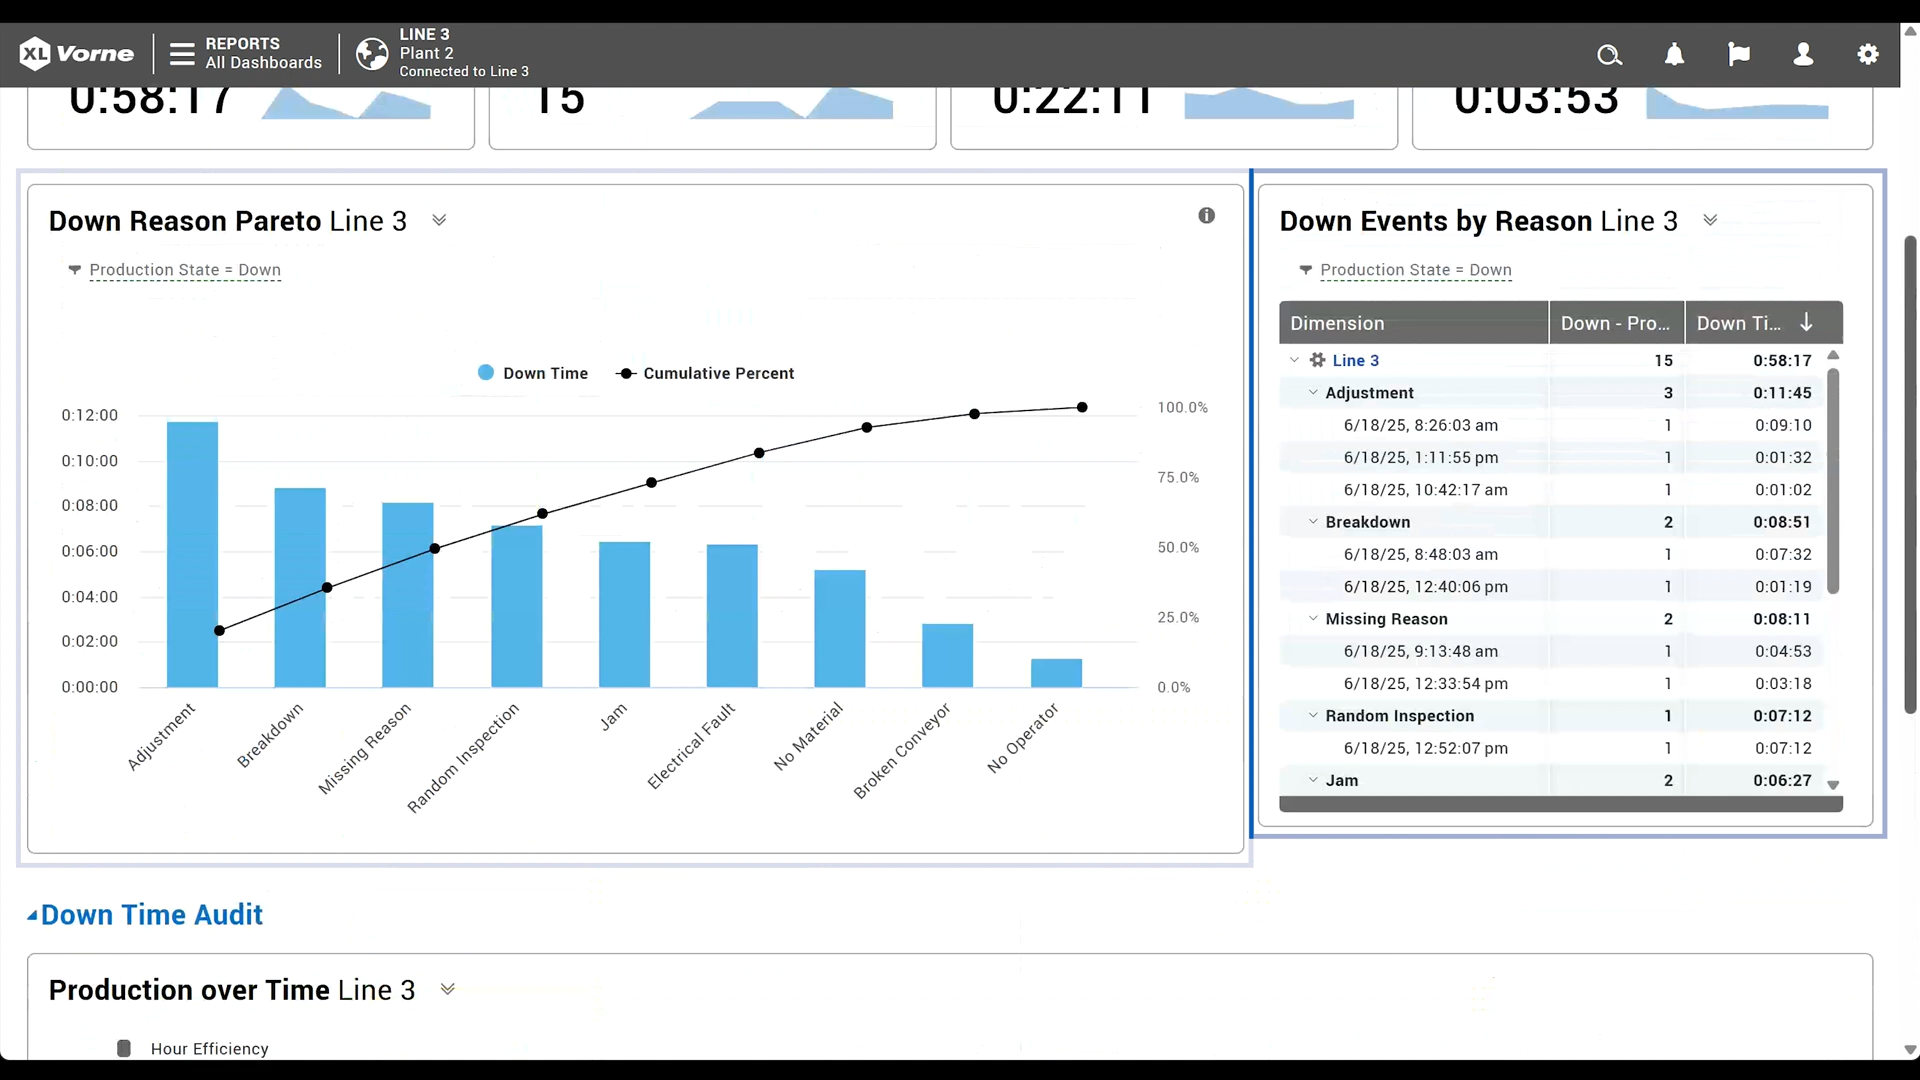 XL Vorne
REPORTS
All Dashboards
LINE 3
Plant 2
Connected to Line 3
0:58:17
15
0:22:11
0:03:53
Down Reason Pareto Line 3
Production State = Down
Down Time
Cumulative Percent
0:12:00
0:10:00
0:08:00
0:06:00
0:04:00
0:02:00
0:00:00
100.0%
75.0%
50.0%
25.0%
0.0%
Adjustment
Breakdown
Missing Reason
Random Inspection
Jam
Electrical Fault
No Material
Broken Conveyor
No Operator
Down Events by Reason Line 3
Production State = Down
Dimension Down - Pro... Down Ti...
Line 3 15 0:58:17
Adjustment 3 0:11:45
6/18/25, 8:26:03 am 1 0:09:10
6/18/25, 1:11:55 pm 1 0:01:32
6/18/25, 10:42:17 am 1 0:01:02
Breakdown 2 0:08:51
6/18/25, 8:48:03 am 1 0:07:32
6/18/25, 12:40:06 pm 1 0:01:19
Missing Reason 2 0:08:11
6/18/25, 9:13:48 am 1 0:04:53
6/18/25, 12:33:54 pm 1 0:03:18
Random Inspection 1 0:07:12
6/18/25, 12:52:07 pm 1 0:07:12
Jam 2 0:06:27
Down Time Audit
Production over Time Line 3
Hour Efficiency